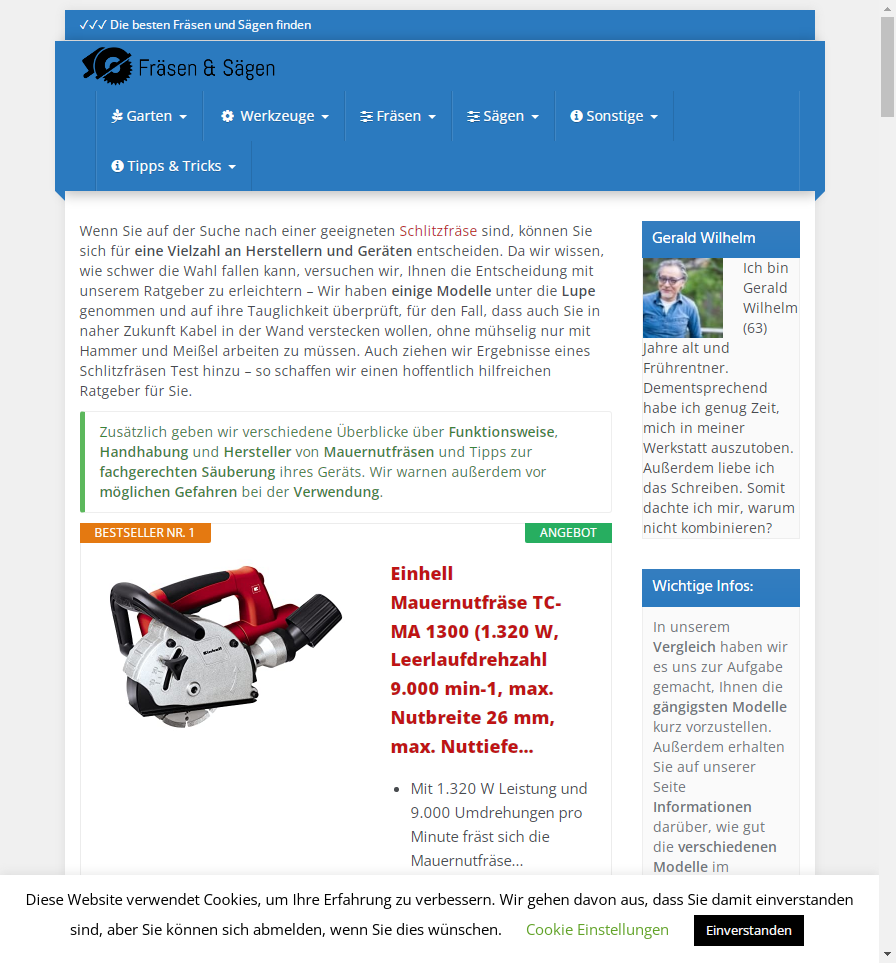 ✓✓✓ Die besten Fräsen und Sägen finden
Fräsen & Sägen
Garten
Werkzeuge
Fräsen
Sägen
Sonstige
Tipps & Tricks
Wenn Sie auf der Suche nach einer geeigneten Schlitzfräse sind, können Sie
sich für eine Vielzahl an Herstellern und Geräten entscheiden. Da wir wissen,
wie schwer die Wahl fallen kann, versuchen wir, Ihnen die Entscheidung mit
unserem Ratgeber zu erleichtern – Wir haben einige Modelle unter die Lupe
genommen und auf ihre Tauglichkeit überprüft, für den Fall, dass auch Sie in
naher Zukunft Kabel in der Wand verstecken wollen, ohne mühselig nur mit
Hammer und Meißel arbeiten zu müssen. Auch ziehen wir Ergebnisse eines
Schlitzfräsen Test hinzu – so schaffen wir einen hoffentlich hilfreichen
Ratgeber für Sie.
Zusätzlich geben wir verschiedene Überblicke über Funktionsweise,
Handhabung und Hersteller von Mauernutfräsen und Tipps zur
fachgerechten Säuberung ihres Geräts. Wir warnen außerdem vor
möglichen Gefahren bei der Verwendung.
BESTSELLER NR. 1
ANGEBOT
Einhell
Einhell
Mauernutfräse TC-
MA 1300 (1.320 W,
Leerlaufdrehzahl
9.000 min-1, max.
Nutbreite 26 mm,
max. Nuttiefe...
Mit 1.320 W Leistung und
9.000 Umdrehungen pro
Minute fräst sich die
Mauernutfräse...
Gerald Wilhelm
Ich bin
Gerald
Wilhelm
(63)
Jahre alt und
Frührentner.
Dementsprechend
habe ich genug Zeit,
mich in meiner
Werkstatt auszutoben.
Außerdem liebe ich
das Schreiben. Somit
dachte ich mir, warum
nicht kombinieren?
Wichtige Infos:
In unserem
Vergleich haben wir
es uns zur Aufgabe
gemacht, Ihnen die
gängigsten Modelle
kurz vorzustellen.
Außerdem erhalten
Sie auf unserer
Seite
Informationen
darüber, wie gut
die verschiedenen
Modelle im
Diese Website verwendet Cookies, um Ihre Erfahrung zu verbessern. Wir gehen davon aus, dass Sie damit einverstanden
sind, aber Sie können sich abmelden, wenn Sie dies wünschen. Cookie Einstellungen Einverstanden